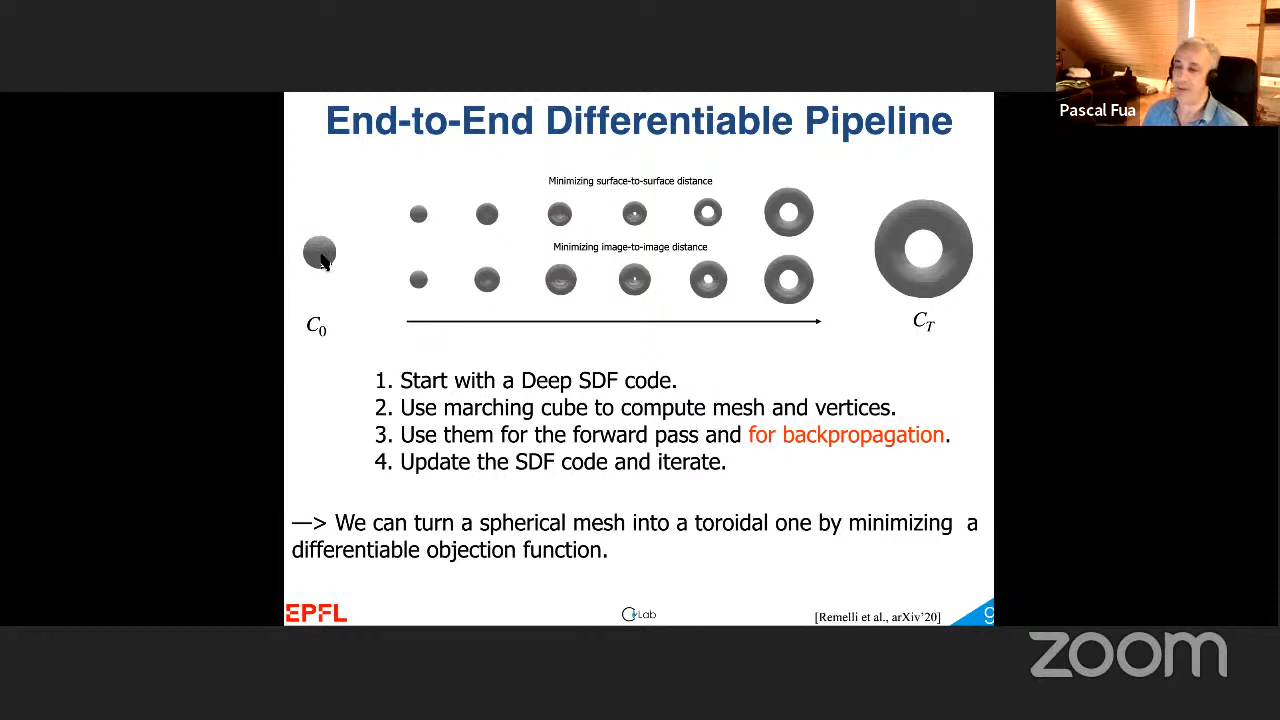 Pascal Fua
End-to-End Differentiable Pipeline
Minimizing surface-to-surface distance
Minimizing image-to-image distance
C0
CT
1. Start with a Deep SDF code.
2. Use marching cube to compute mesh and vertices.
3. Use them for the forward pass and for backpropagation.
4. Update the SDF code and iterate.
—> We can turn a spherical mesh into a toroidal one by minimizing a
differentiable objection function.
EPFL
CVLab
[Remelli et al., arXiv'20]
9
zoom